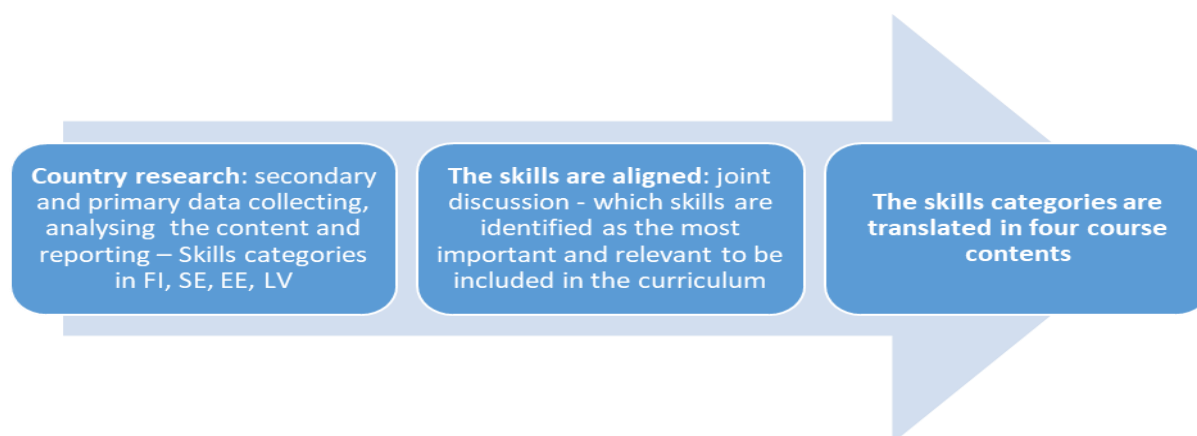 Country research: secondary
and primary data collecting,
analysing the content and
reporting – Skills categories
in FI, SE, EE, LV
The skills are aligned: joint
discussion - which skills are
identified as the most
important and relevant to be
included in the curriculum
The skills categories are
translated in four course
contents